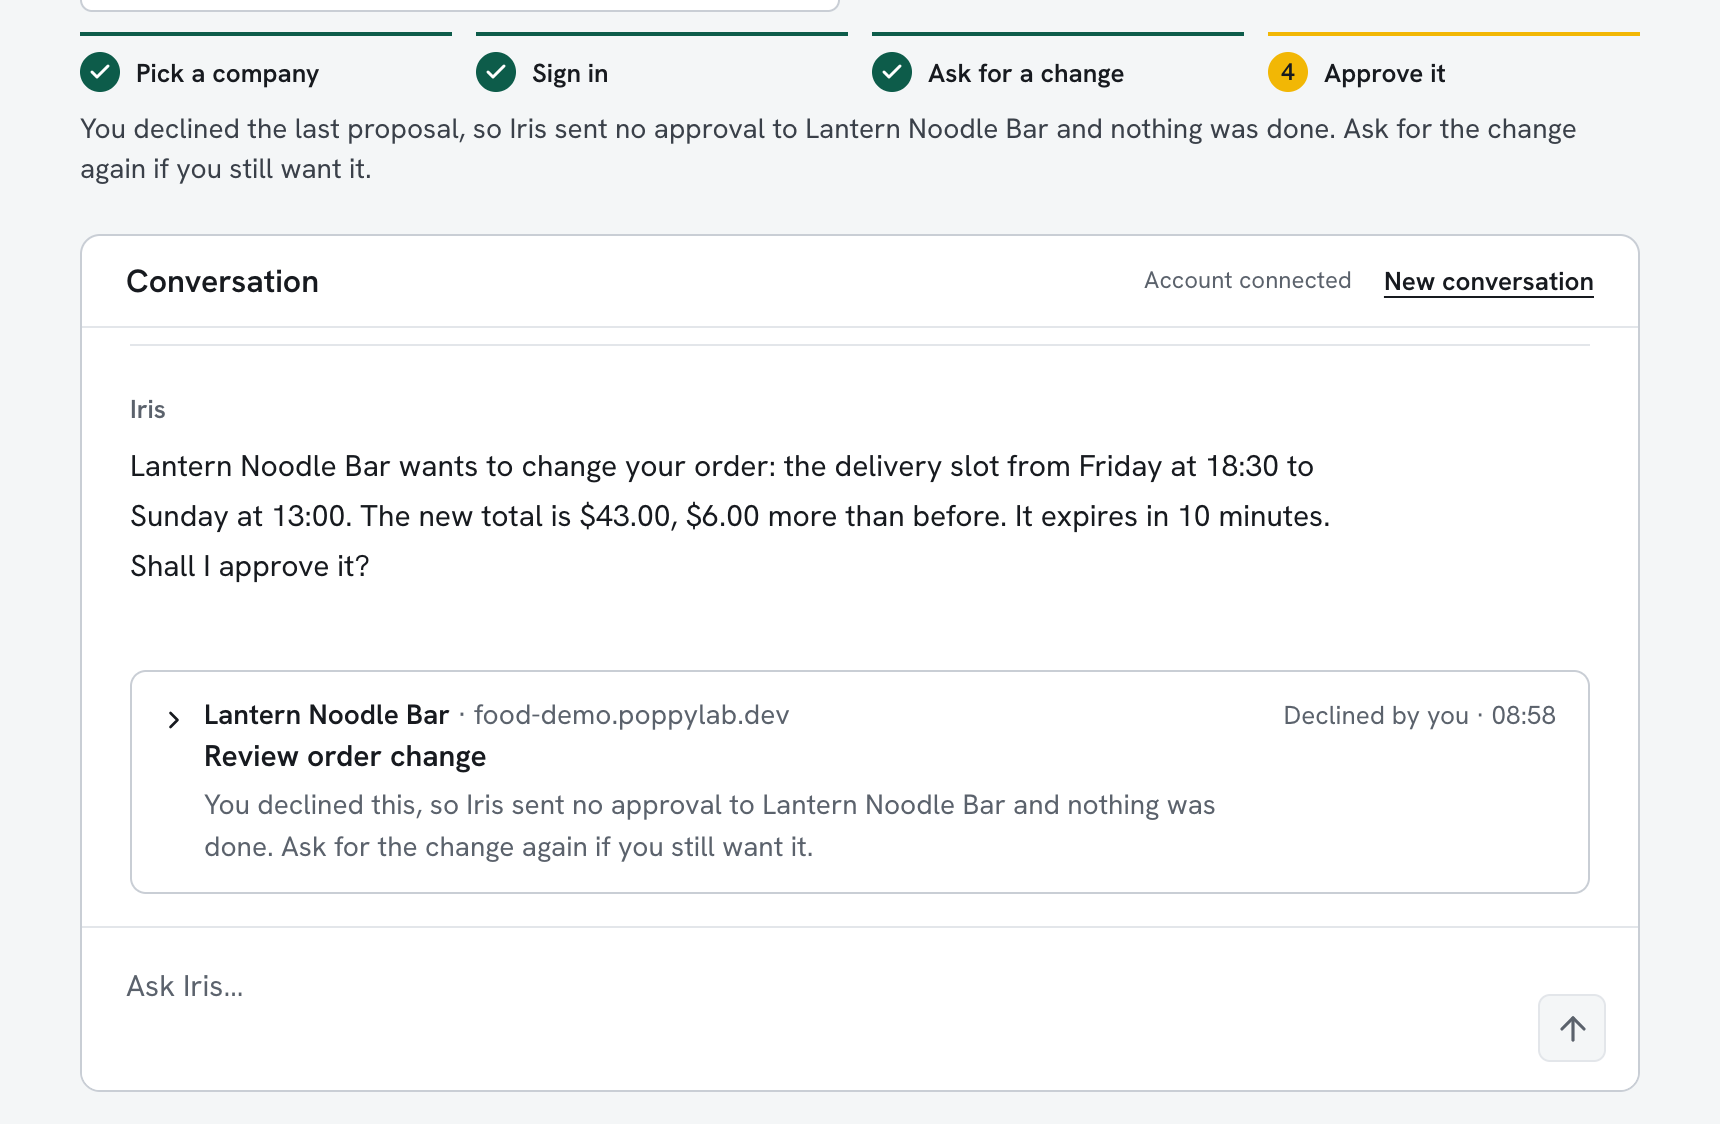 Pick a company
Sign in
Ask for a change
4 Approve it
You declined the last proposal, so Iris sent no approval to Lantern Noodle Bar and nothing was done. Ask for the change
again if you still want it.
Conversation
Account connected
New conversation
Iris
Lantern Noodle Bar wants to change your order: the delivery slot from Friday at 18:30 to
Sunday at 13:00. The new total is $43.00, $6.00 more than before. It expires in 10 minutes.
Shall I approve it?
Lantern Noodle Bar · food-demo.poppylab.dev
Declined by you · 08:58
Review order change
You declined this, so Iris sent no approval to Lantern Noodle Bar and nothing was
done. Ask for the change again if you still want it.
Ask Iris...